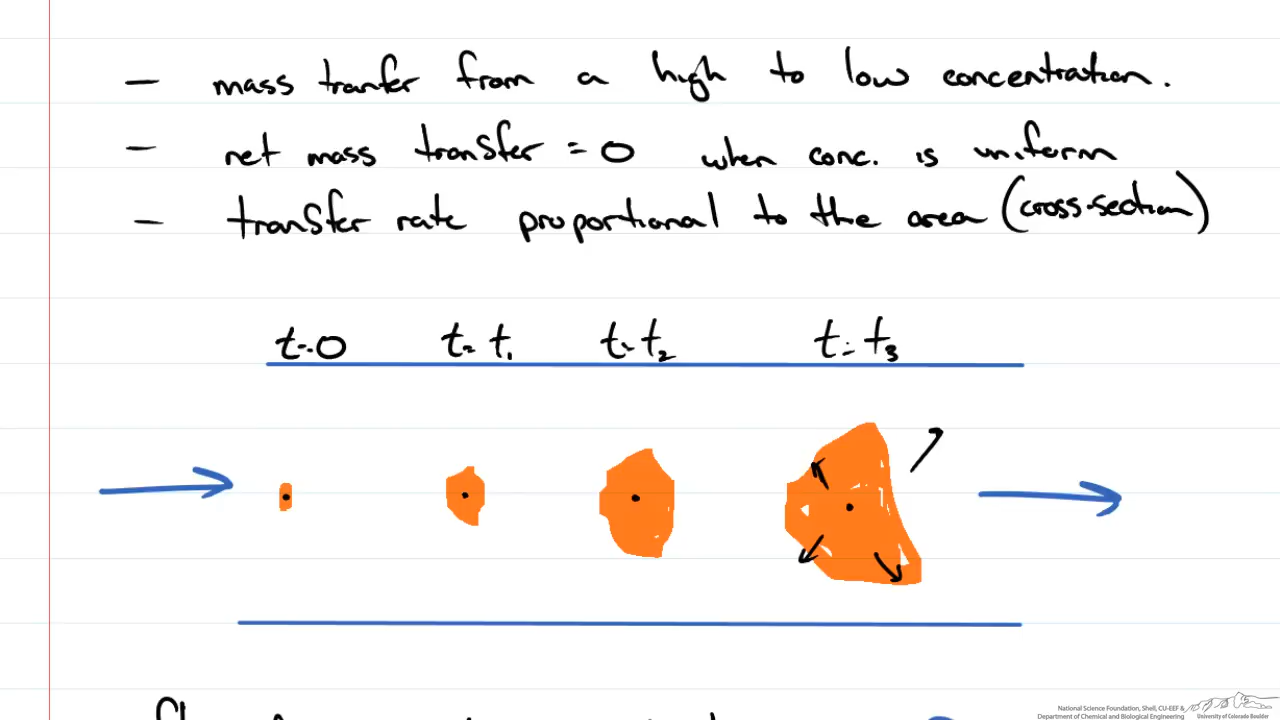 – mass tranfer from a high to low concentration.
– net mass transfer = 0 when conc. is uniform
– transfer rate proportional to the area (cross-section)
t=0 t=t₁ t=t₂ t=t₃
National Science Foundation, Shell, CU-EEF &
Department of Chemical and Biological Engineering
University of Colorado Boulder